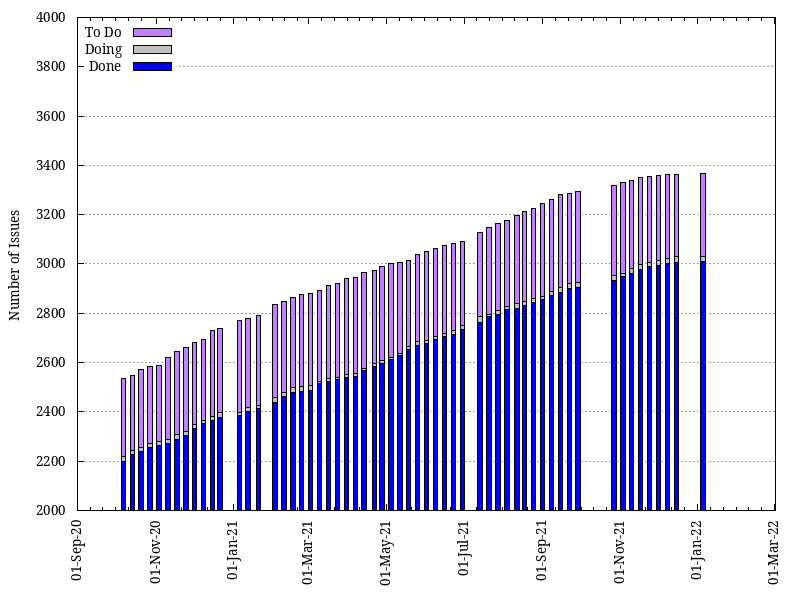 4000
To Do
Doing
Done
3800
3600
3400
3200
3000
2800
2600
2400
2200
2000
Number of Issues
01-Sep-20
01-Nov-20
01-Jan-21
01-Mar-21
01-May-21
01-Jul-21
01-Sep-21
01-Nov-21
01-Jan-22
01-Mar-22